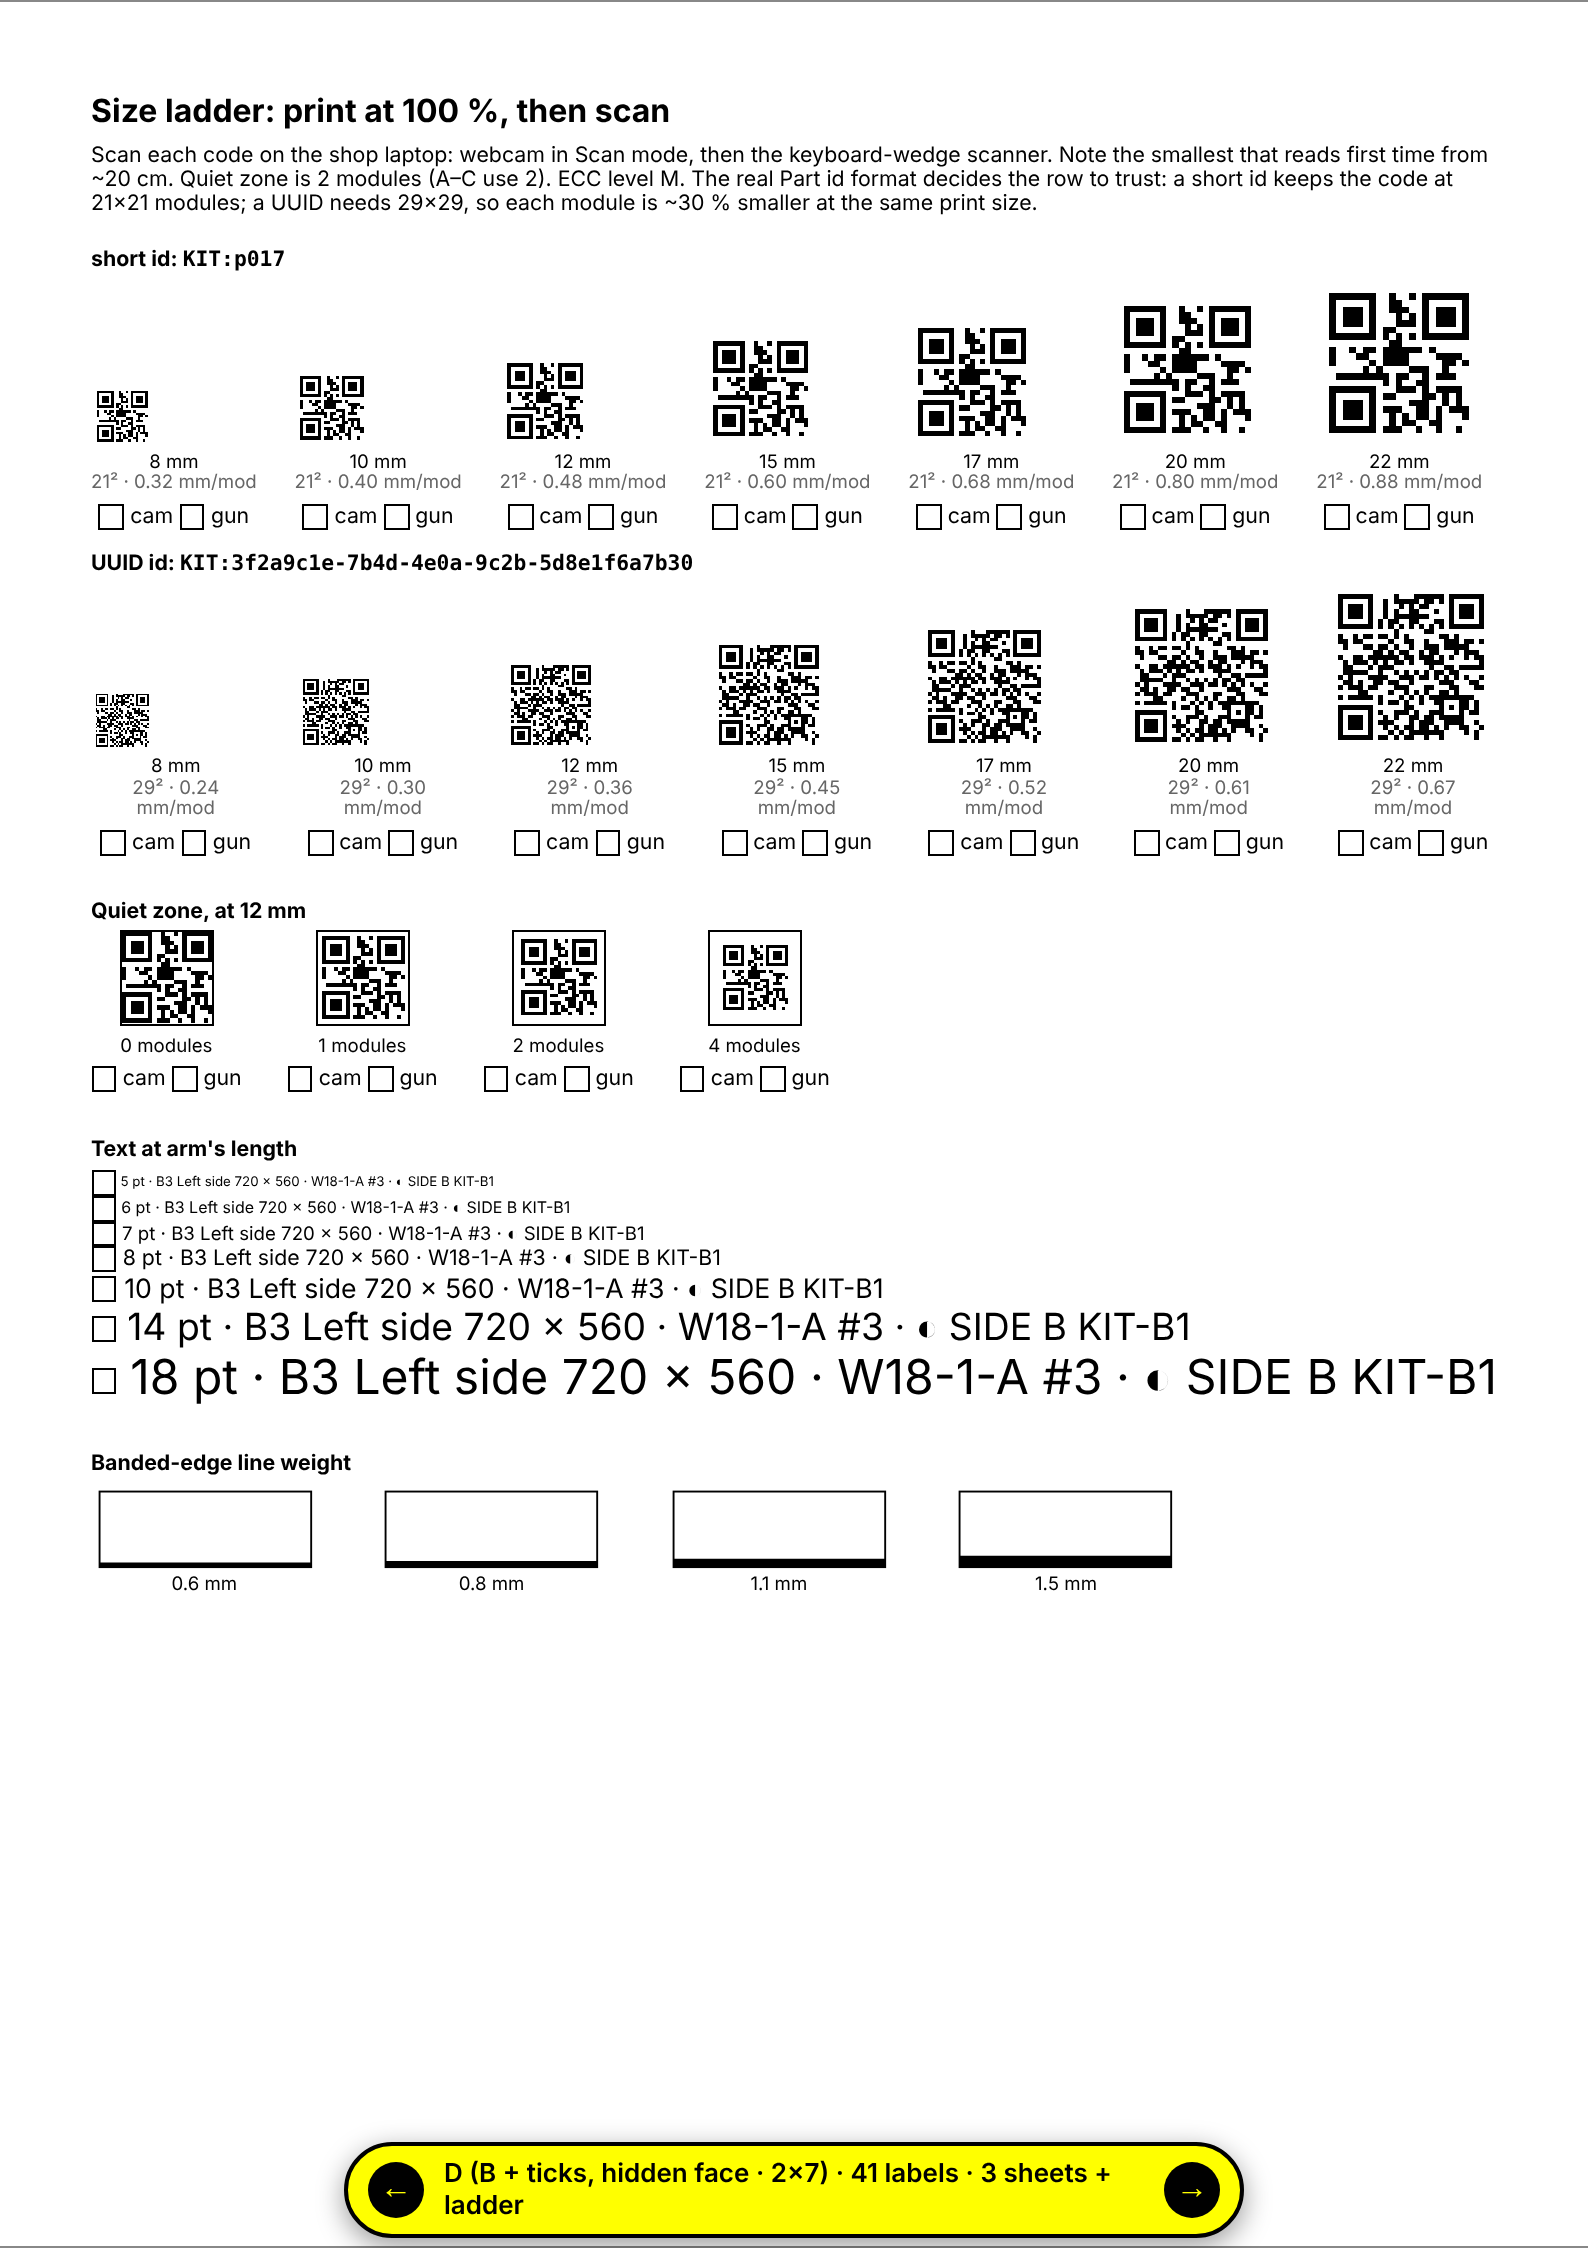 Size ladder: print at 100 %, then scan
Scan each code on the shop laptop: webcam in Scan mode, then the keyboard-wedge scanner. Note the smallest that reads first time from
~20 cm. Quiet zone is 2 modules (A–C use 2). ECC level M. The real Part id format decides the row to trust: a short id keeps the code at
21×21 modules; a UUID needs 29×29, so each module is ~30 % smaller at the same print size.
short id: KIT:p017
8 mm 10 mm 12 mm 15 mm 17 mm 20 mm 22 mm
21² · 0.32 mm/mod 21² · 0.40 mm/mod 21² · 0.48 mm/mod 21² · 0.60 mm/mod 21² · 0.68 mm/mod 21² · 0.80 mm/mod 21² · 0.88 mm/mod
cam gun cam gun cam gun cam gun cam gun cam gun cam gun
UUID id: KIT:3f2a9c1e-7b4d-4e0a-9c2b-5d8e1f6a7b30
8 mm 10 mm 12 mm 15 mm 17 mm 20 mm 22 mm
29² · 0.24 29² · 0.30 29² · 0.36 29² · 0.45 29² · 0.52 29² · 0.61 29² · 0.67
mm/mod mm/mod mm/mod mm/mod mm/mod mm/mod mm/mod
cam gun cam gun cam gun cam gun cam gun cam gun cam gun
Quiet zone, at 12 mm
0 modules 1 modules 2 modules 4 modules
cam gun cam gun cam gun cam gun
Text at arm's length
5 pt · B3 Left side 720 × 560 · W18-1-A #3 · ◖ SIDE B KIT-B1
6 pt · B3 Left side 720 × 560 · W18-1-A #3 · ◖ SIDE B KIT-B1
7 pt · B3 Left side 720 × 560 · W18-1-A #3 · ◖ SIDE B KIT-B1
8 pt · B3 Left side 720 × 560 · W18-1-A #3 · ◖ SIDE B KIT-B1
10 pt · B3 Left side 720 × 560 · W18-1-A #3 · ◖ SIDE B KIT-B1
14 pt · B3 Left side 720 × 560 · W18-1-A #3 · ◐ SIDE B KIT-B1
18 pt · B3 Left side 720 × 560 · W18-1-A #3 · ◐ SIDE B KIT-B1
Banded-edge line weight
0.6 mm 0.8 mm 1.1 mm 1.5 mm
← D (B + ticks, hidden face · 2×7) · 41 labels · 3 sheets + →
ladder